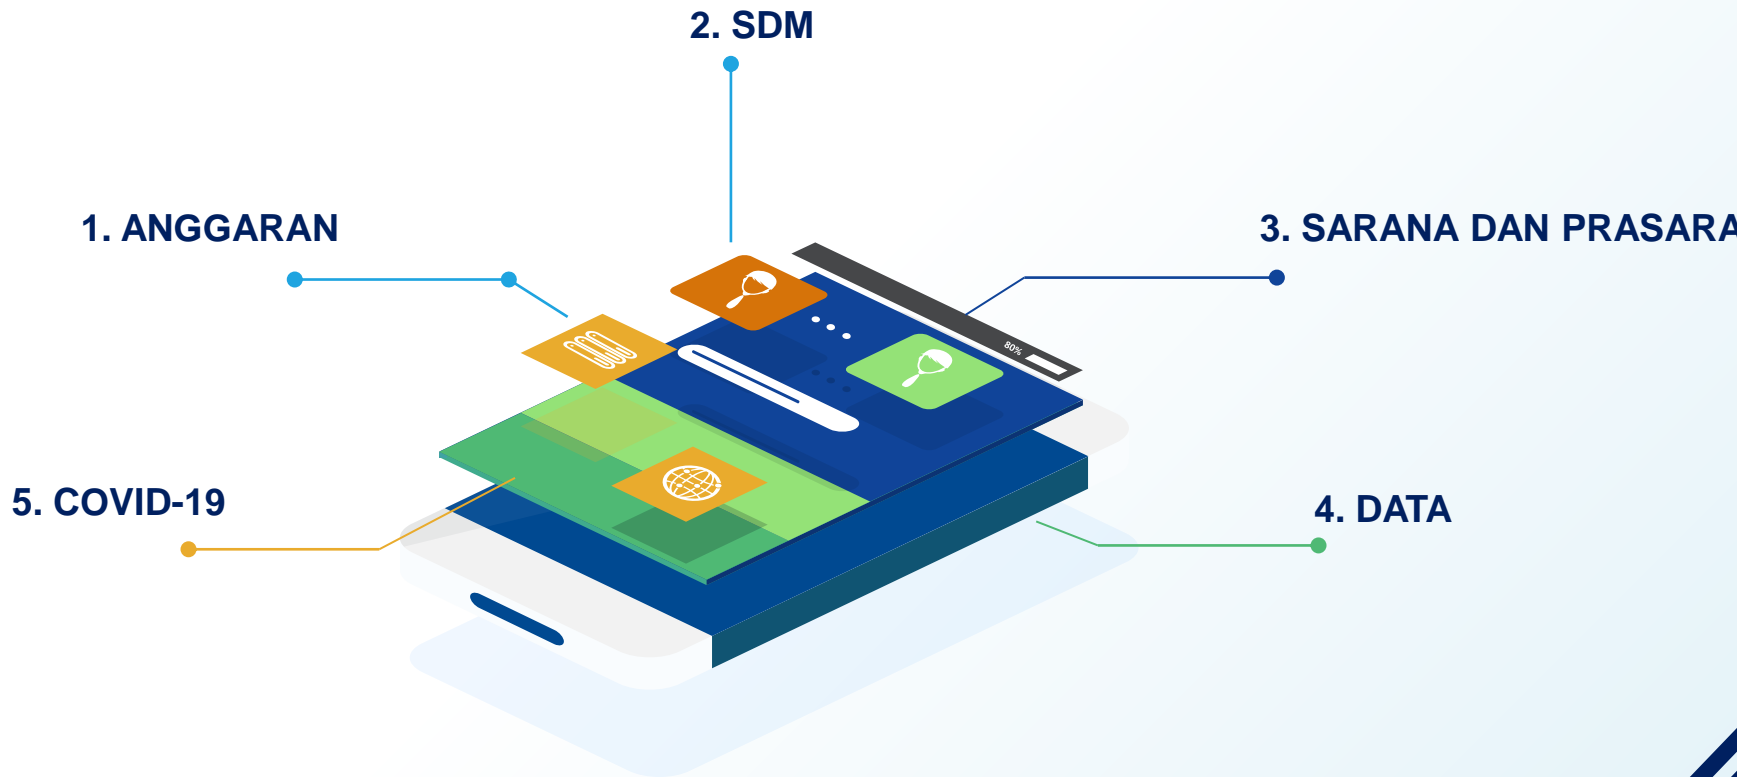 2. SDM
1. ANGGARAN
3. SARANA DAN PRASARA
80%
5. COVID-19
4. DATA